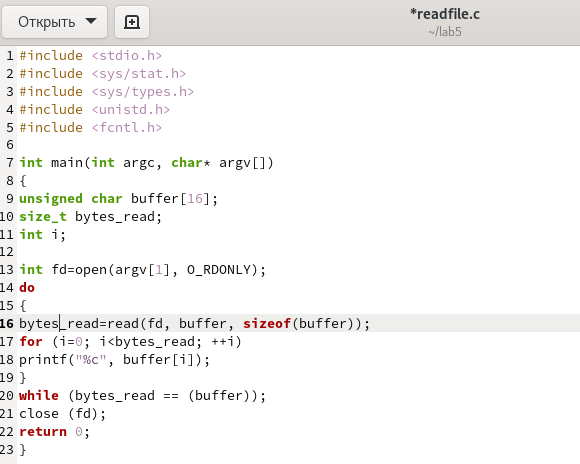 Открыть
*readfile.c
~/lab5
1 #include <stdio.h>
2 #include <sys/stat.h>
3 #include <sys/types.h>
4 #include <unistd.h>
5 #include <fcntl.h>
6
7 int main(int argc, char* argv[])
8 {
9 unsigned char buffer[16];
10 size_t bytes_read;
11 int i;
12
13 int fd=open(argv[1], O_RDONLY);
14 do
15 {
16 bytes_read=read(fd, buffer, sizeof(buffer));
17 for (i=0; i<bytes_read; ++i)
18 printf("%c", buffer[i]);
19 }
20 while (bytes_read == (buffer));
21 close (fd);
22 return 0;
23 }